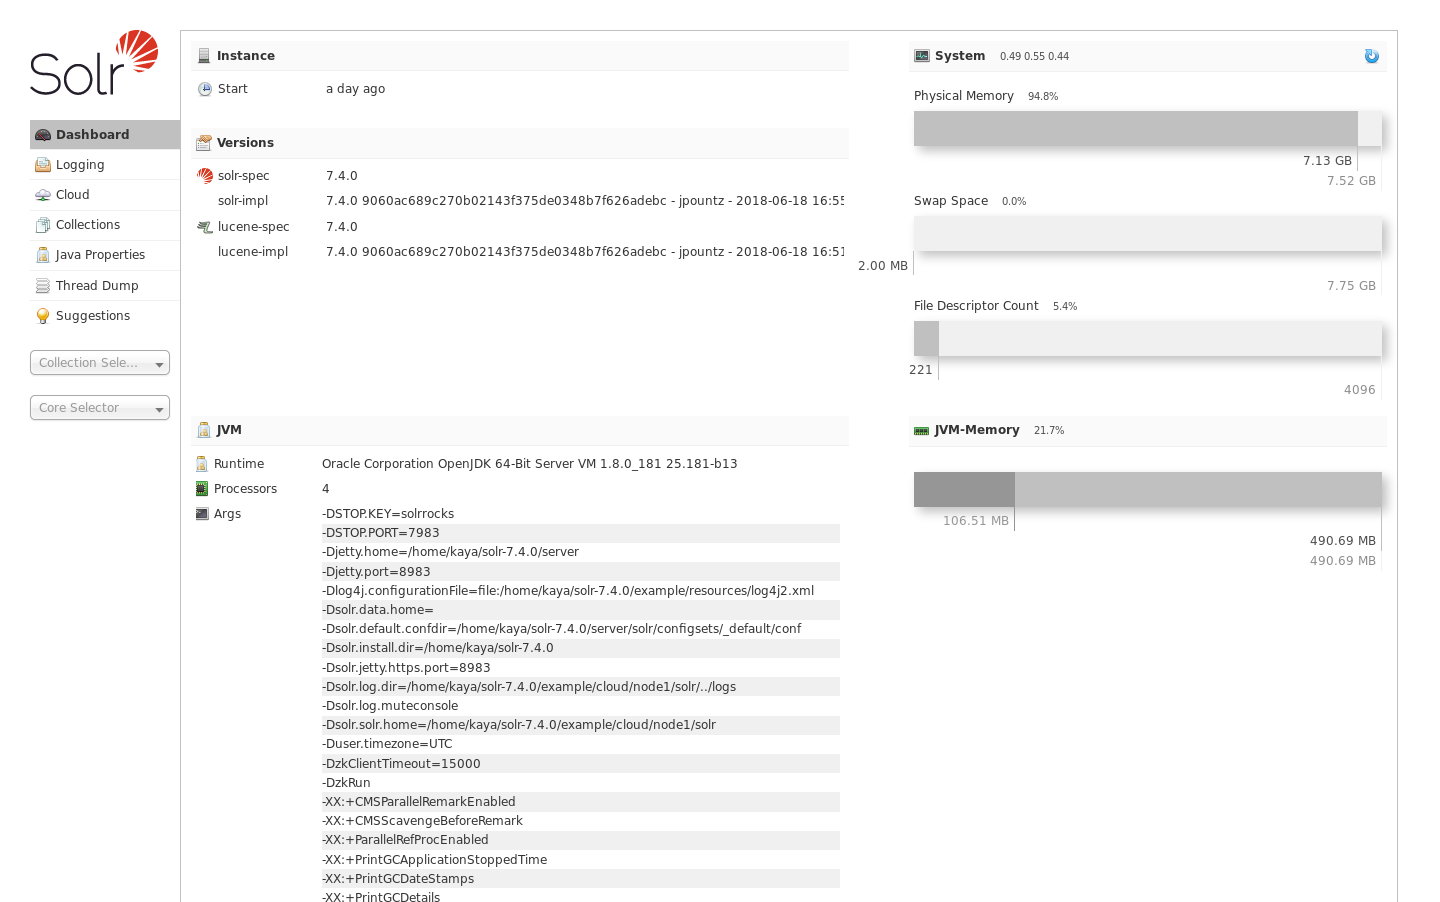 Solr
Dashboard
Logging
Cloud
Collections
Java Properties
Thread Dump
Suggestions
Collection Sele...
Core Selector
Instance
Start a day ago
Versions
solr-spec 7.4.0
solr-impl 7.4.0 9060ac689c270b02143f375de0348b7f626adebc - jpountz - 2018-06-18 16:55
lucene-spec 7.4.0
lucene-impl 7.4.0 9060ac689c270b02143f375de0348b7f626adebc - jpountz - 2018-06-18 16:51
System 0.49 0.55 0.44
Physical Memory 94.8%
7.13 GB
7.52 GB
Swap Space 0.0%
2.00 MB
7.75 GB
File Descriptor Count 5.4%
221
4096
JVM
Runtime Oracle Corporation OpenJDK 64-Bit Server VM 1.8.0_181 25.181-b13
Processors 4
Args -DSTOP.KEY=solrrocks
-DSTOP.PORT=7983
-Djetty.home=/home/kaya/solr-7.4.0/server
-Djetty.port=8983
-Dlog4j.configurationFile=file:/home/kaya/solr-7.4.0/example/resources/log4j2.xml
-Dsolr.data.home=
-Dsolr.default.confdir=/home/kaya/solr-7.4.0/server/solr/configsets/_default/conf
-Dsolr.install.dir=/home/kaya/solr-7.4.0
-Dsolr.jetty.https.port=8983
-Dsolr.log.dir=/home/kaya/solr-7.4.0/example/cloud/node1/solr/../logs
-Dsolr.log.muteconsole
-Dsolr.solr.home=/home/kaya/solr-7.4.0/example/cloud/node1/solr
-Duser.timezone=UTC
-DzkClientTimeout=15000
-DzkRun
-XX:+CMSParallelRemarkEnabled
-XX:+CMSScavengeBeforeRemark
-XX:+ParallelRefProcEnabled
-XX:+PrintGCApplicationStoppedTime
-XX:+PrintGCDateStamps
-XX:+PrintGCDetails
JVM-Memory 21.7%
106.51 MB
490.69 MB
490.69 MB